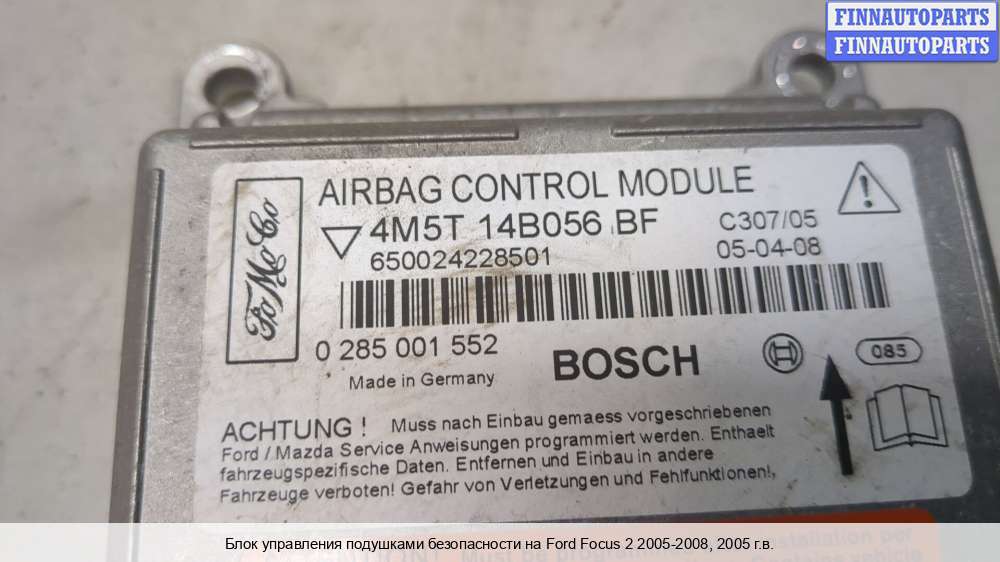 FINNAUTOPARTS
FINNAUTOPARTS
FoMoCo
AIRBAG CONTROL MODULE
4M5T 14B056 BF
C307/05
650024228501
05-04-08
0 285 001 552
BOSCH
085
Made in Germany
ACHTUNG ! Muss nach Einbau gemaess vorgeschriebenen
Ford / Mazda Service Anweisungen programmiert werden. Enthaelt
fahrzeugspezifische Daten. Entfernen und Einbau in andere
Fahrzeuge verboten! Gefahr von Verletzungen und Fehlfunktionen!,
Блок управления подушками безопасности на Ford Focus 2 2005-2008, 2005 г.в.